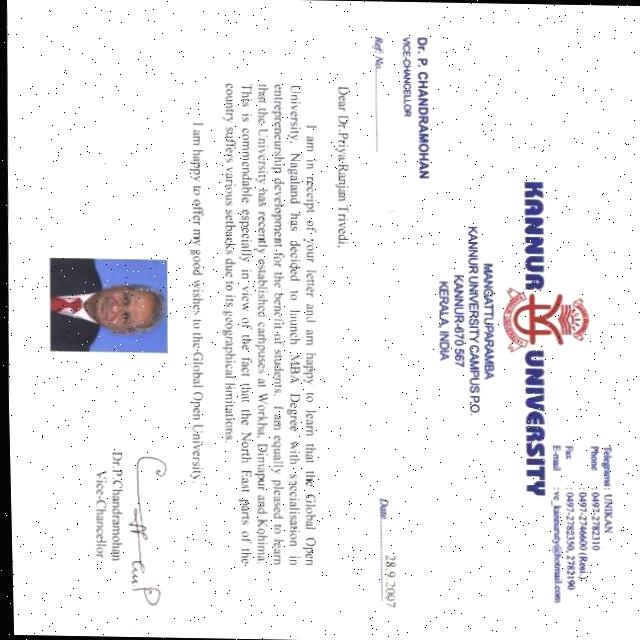 Telegrams : UNIKAN
Phone : 0497-2782310
: 0497-2746600 (Resi.)
Fax : 0497-2782350, 2782190
E-mail : vc_kannuruty@hotmail.com
KANNUR UNIVERSITY
MANGATTUPARAMBA
KANNUR UNIVERSITY CAMPUS P.O.
KANNUR-670 567
KERALA, INDIA
Dr. P. CHANDRAMOHAN
VICE-CHANCELLOR
Ref: No..................
Date.................. 28.9.2007
Dear Dr.Priya Ranjan Trivedi,
I am in receipt of your letter and am happy to learn that the Global Open
University, Nagaland has decided to launch MBA Degree with specialisation in
entrepreneurship development for the benefit of students. I am equally pleased to learn
that the University has recently established campuses at Workha, Dimapur and Kohima.
This is commendable especially in view of the fact that the North East parts of the
country suffers various setbacks due to its geographical limitations.
I am happy to offer my good wishes to the Global Open University.
Dr.P.Chandramohan
Vice-Chancellor